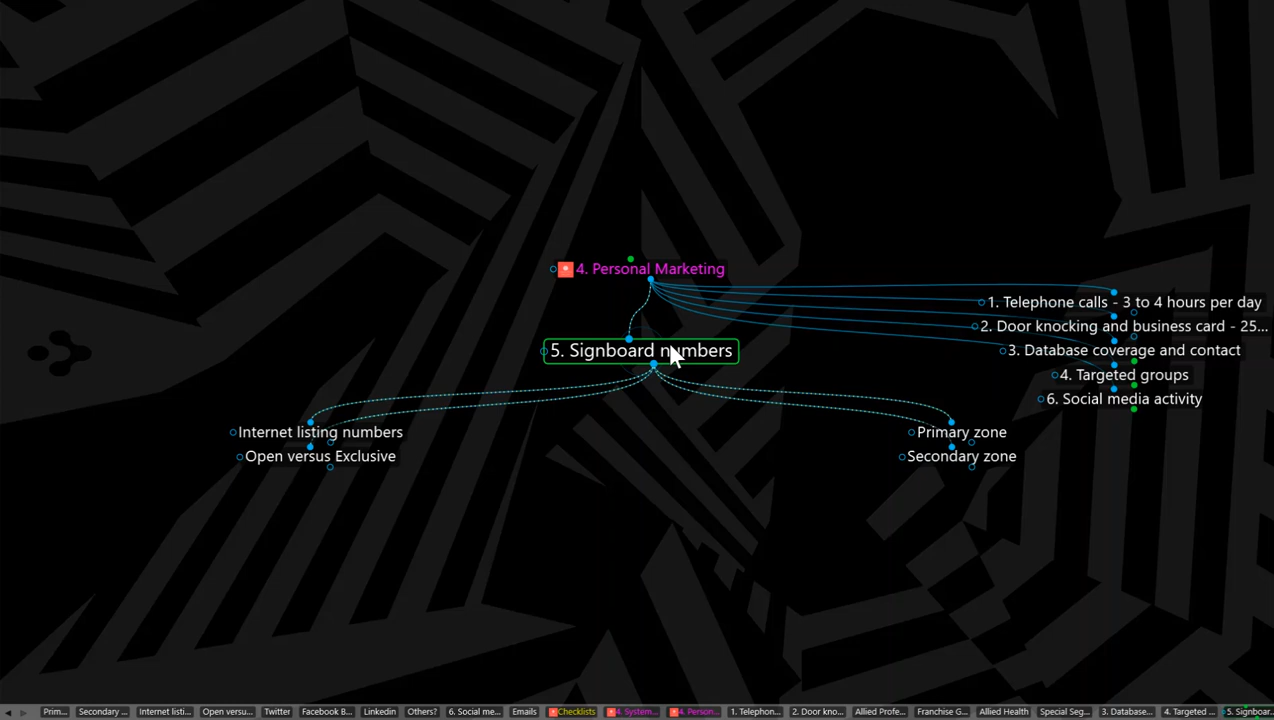 4. Personal Marketing
1. Telephone calls - 3 to 4 hours per day
2. Door knocking and business card - 25...
5. Signboard numbers
3. Database coverage and contact
4. Targeted groups
6. Social media activity
Internet listing numbers
Primary zone
Open versus Exclusive
Secondary zone
Prim... Secondary ... Internet listi... Open versu... Twitter Facebook B... Linkedin Others? 6. Social me... Emails Checklists 4. System... 4. Person... 1. Telephon... 2. Door kno... Allied Profe... Franchise G... Allied Health Special Seg... 3. Database... 4. Targeted ... 5. Signboar...